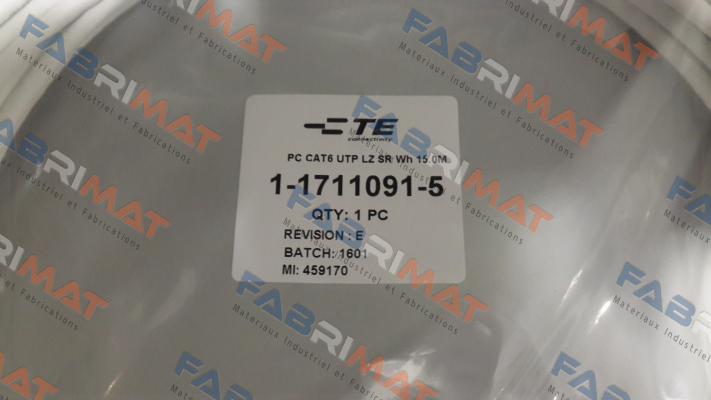 TE
connectivity
PC CAT6 UTP LZ SR Wh 15.0M
1-1711091-5
QTY: 1 PC
REVISION : E
BATCH: 1601
MI: 459170
FABRIMAT
Materiaux Industriel et Fabrications